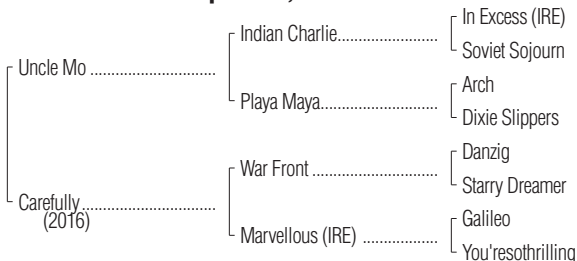 In Excess (IRE)
Indian Charlie
Soviet Sojourn
Uncle Mo
Arch
Playa Maya
Dixie Slippers
Danzig
War Front
Starry Dreamer
Carefully
(2016)
Galileo
Marvellous (IRE)
You'resothrilling